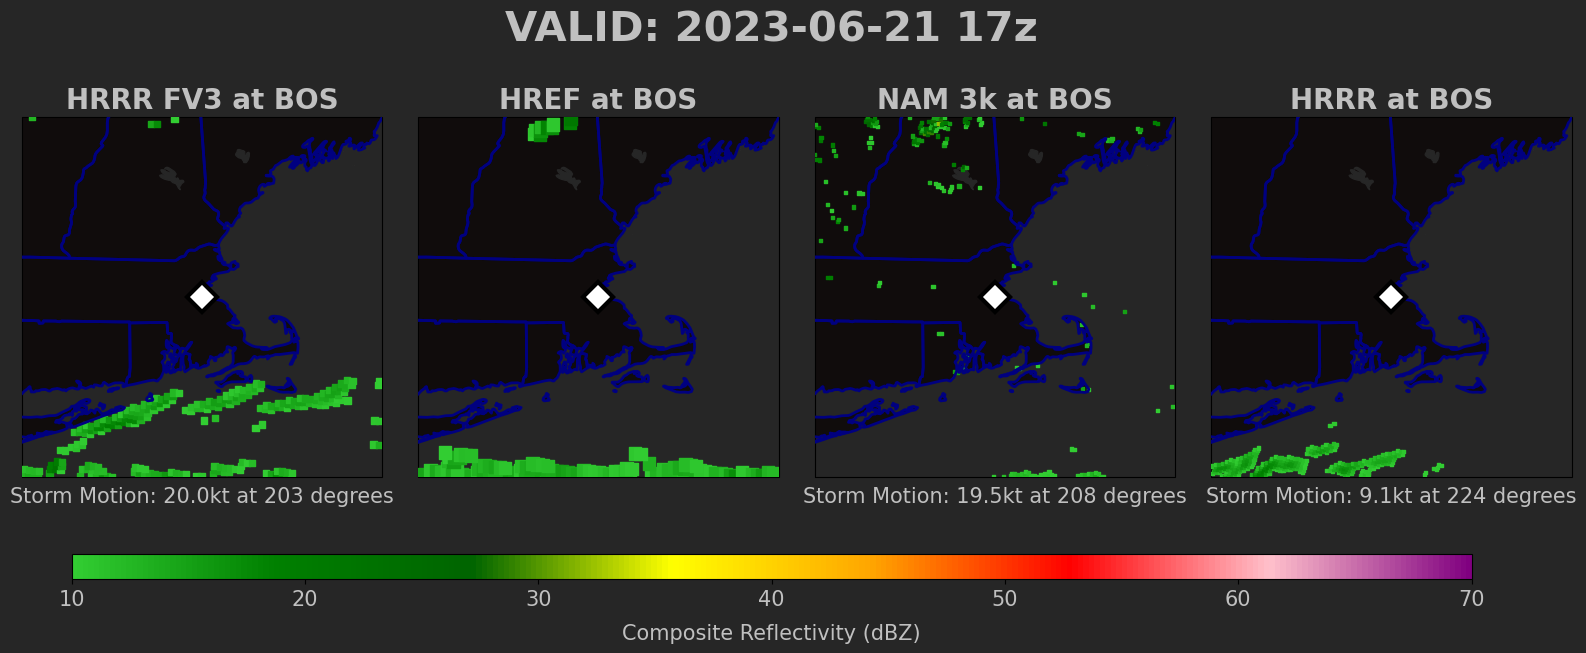 VALID: 2023-06-21 17z
HRRR FV3 at BOS
HREF at BOS
NAM 3k at BOS
HRRR at BOS
Storm Motion: 20.0kt at 203 degrees
Storm Motion: 19.5kt at 208 degrees
Storm Motion: 9.1kt at 224 degrees
10 20 30 40 50 60 70
Composite Reflectivity (dBZ)